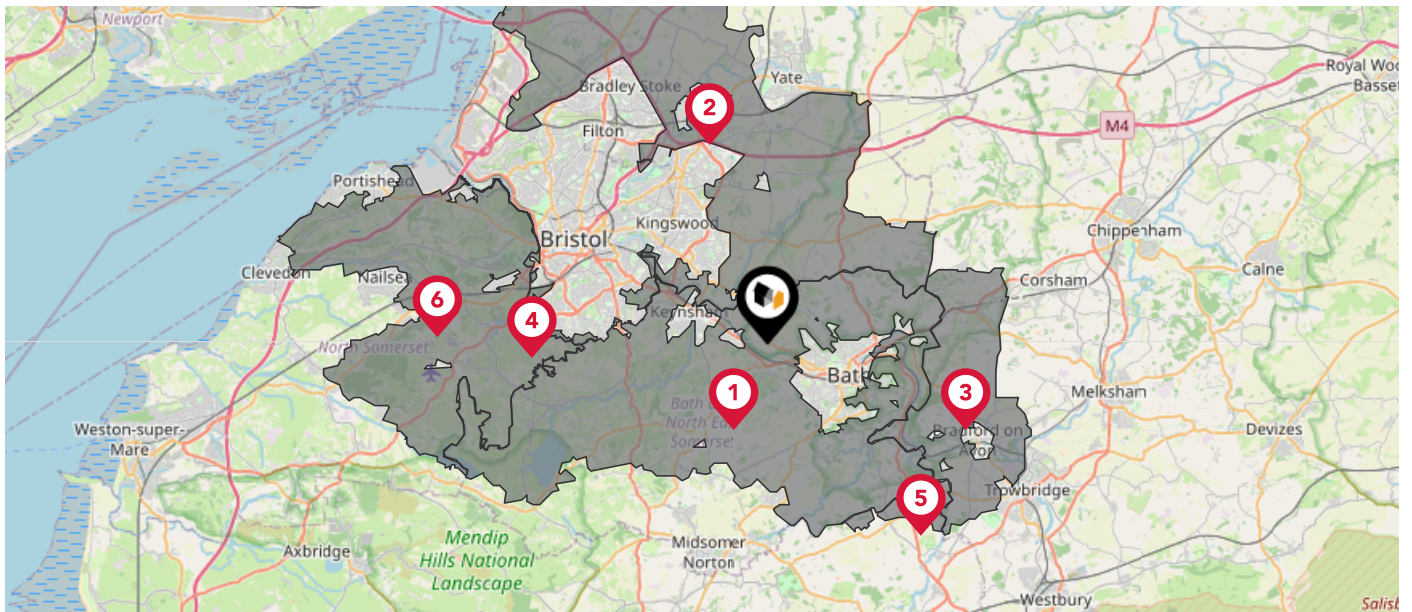 Newport
Yate
Bradley Stoke
Royal Woo
Basset
2
M4
Filton
Portishead
Kingswood
Chippenham
Bristol
Clevedon
Nailsea
Calne
Corsham
6
4
Keynsham
North Somerset
Bath
1
3
Melksham
Bath a
North East
Somerset
Weston-super-
Mare
Bradford on
Avon
Devizes
5
Trowbridge
Mendip
Hills National
Landscape
Axbridge
Midsomer
Norton
Westbury
Salisb